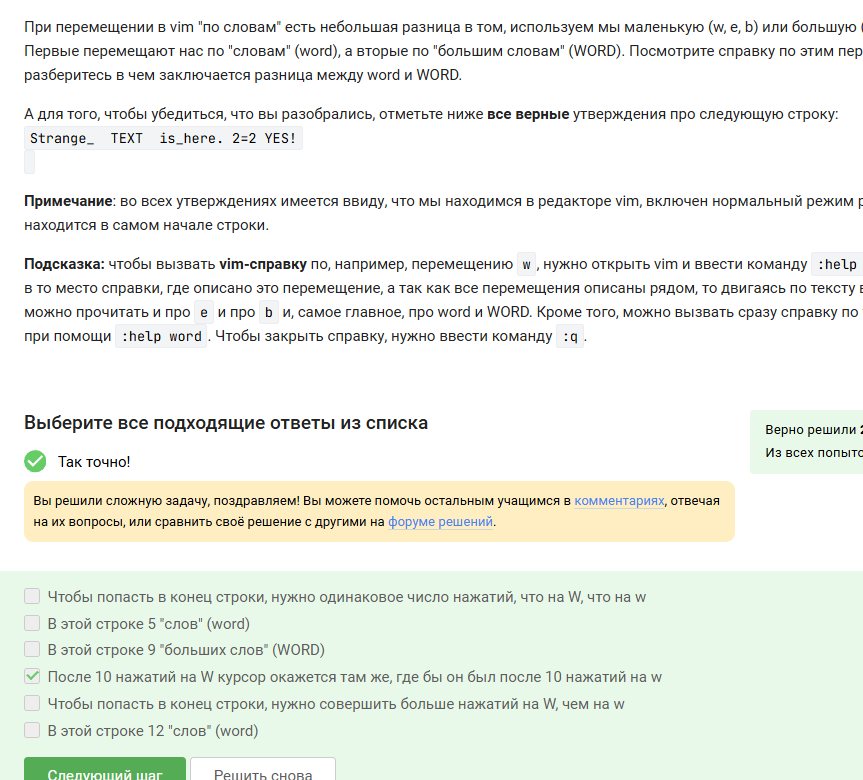 При перемещении в vim "по словам" есть небольшая разница в том, используем мы маленькую (w, e, b) или большую (
Первые перемещают нас по "словам" (word), а вторые по "большим словам" (WORD). Посмотрите справку по этим пер
разберитесь в чем заключается разница между word и WORD.
А для того, чтобы убедиться, что вы разобрались, отметьте ниже все верные утверждения про следующую строку:
Strange_  TEXT  is_here. 2=2 YES!
Примечание: во всех утверждениях имеется ввиду, что мы находимся в редакторе vim, включен нормальный режим р
находится в самом начале строки.
Подсказка: чтобы вызвать vim-справку по, например, перемещению w, нужно открыть vim и ввести команду :help
в то место справки, где описано это перемещение, а так как все перемещения описаны рядом, то двигаясь по тексту в
можно прочитать и про e и про b и, самое главное, про word и WORD. Кроме того, можно вызвать сразу справку по
при помощи :help word. Чтобы закрыть справку, нужно ввести команду :q.
Выберите все подходящие ответы из списка
Верно решили 2
Так точно!
Из всех попыто
Вы решили сложную задачу, поздравляем! Вы можете помочь остальным учащимся в комментариях, отвечая
на их вопросы, или сравнить своё решение с другими на форуме решений.
Чтобы попасть в конец строки, нужно одинаковое число нажатий, что на W, что на w
В этой строке 5 "слов" (word)
В этой строке 9 "больших слов" (WORD)
После 10 нажатий на W курсор окажется там же, где бы он был после 10 нажатий на w
Чтобы попасть в конец строки, нужно совершить больше нажатий на W, чем на w
В этой строке 12 "слов" (word)
Следующий шаг
Решить снова